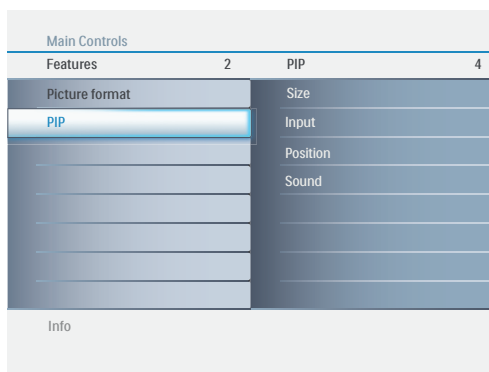 Main Controls
Features 2 PIP 4
Picture format Size
PIP Input
Position
Sound
Info